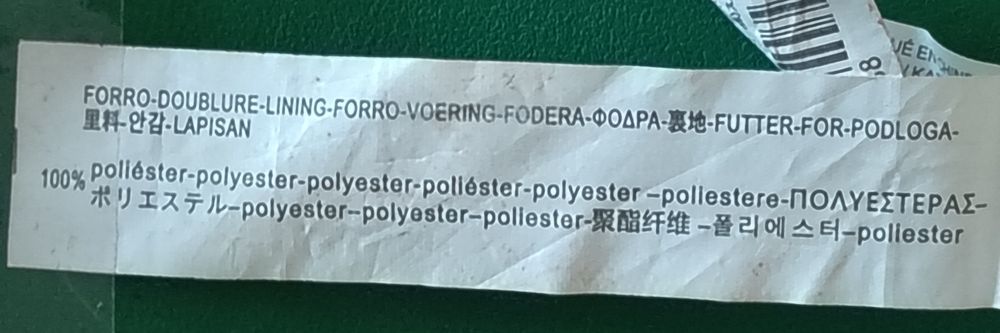 FORRO-DOUBLURE-LINING-FORRO-VOERING-FODERA-ΦΟΔΡΑ-裏地-FUTTER-FOR-PODLOGA-
里料-안감-LAPISAN
100% poliéster-polyester-polyester-poliéster-polyester –poliestere-ΠΟΛΥΕΣΤΕΡΑΣ–
ポリエステル–polyester–polyester–poliester-聚酯纤维 –폴리에스터–poliester